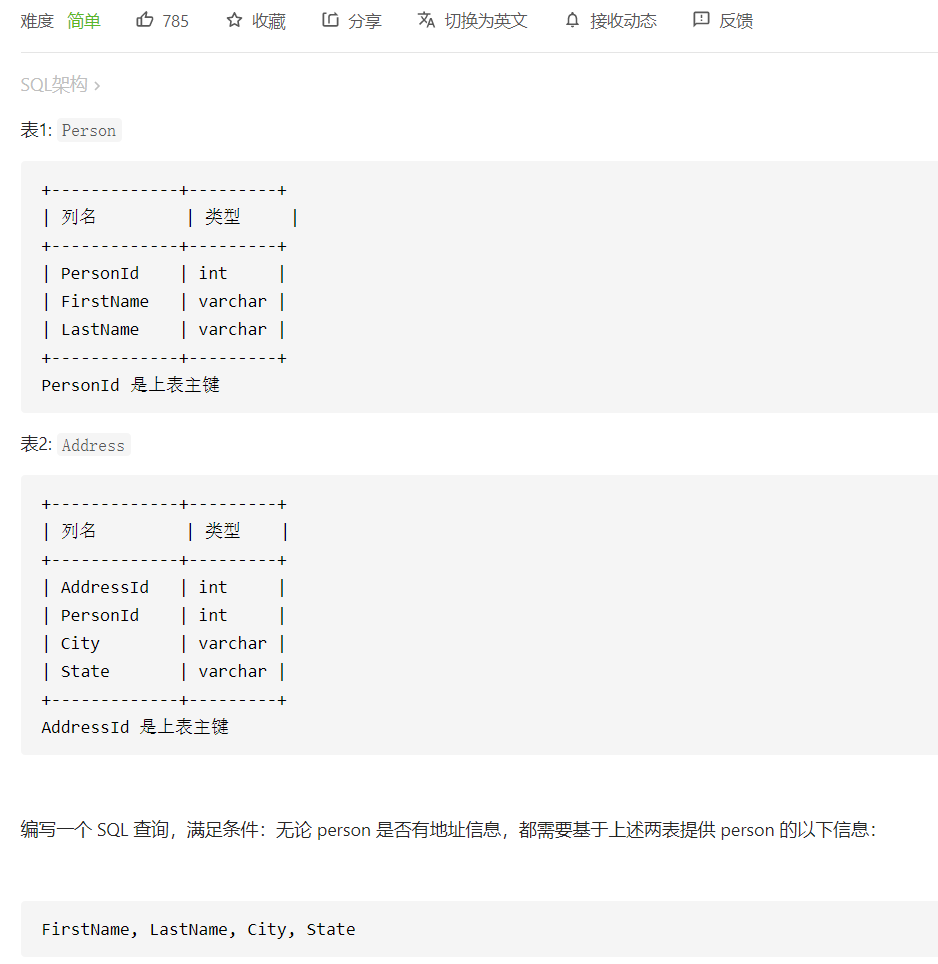 难度 简单 785 收藏 分享 切换为英文 接收动态 反馈
SQL架构 >
表1: Person
+-------------+---------+
| 列名         | 类型     |
+-------------+---------+
| PersonId    | int     |
| FirstName   | varchar |
| LastName    | varchar |
+-------------+---------+
PersonId 是上表主键
表2: Address
+-------------+---------+
| 列名         | 类型    |
+-------------+---------+
| AddressId   | int     |
| PersonId    | int     |
| City        | varchar |
| State       | varchar |
+-------------+---------+
AddressId 是上表主键
编写一个 SQL 查询，满足条件：无论 person 是否有地址信息，都需要基于上述两表提供 person 的以下信息：
FirstName, LastName, City, State